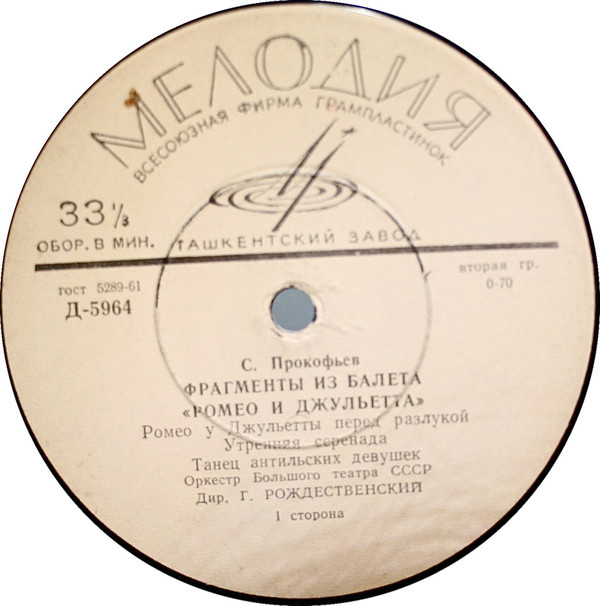 МЕЛОДИЯ
ВСЕСОЮЗНАЯ ФИРМА ГРАМПЛАСТИНОК
33⅓
ОБОР. В МИН. ТАШКЕНТСКИЙ ЗАВОД
гост 5289-61 вторая гр.
Д-5964 0-70
С. Прокофьев
ФРАГМЕНТЫ ИЗ БАЛЕТА
«РОМЕО И ДЖУЛЬЕТТА»
Ромео у Джульетты перед разлукой
Утренняя серенада
Танец антильских девушек
Оркестр Большого театра СССР
Дир. Г. РОЖДЕСТВЕНСКИЙ
I сторона